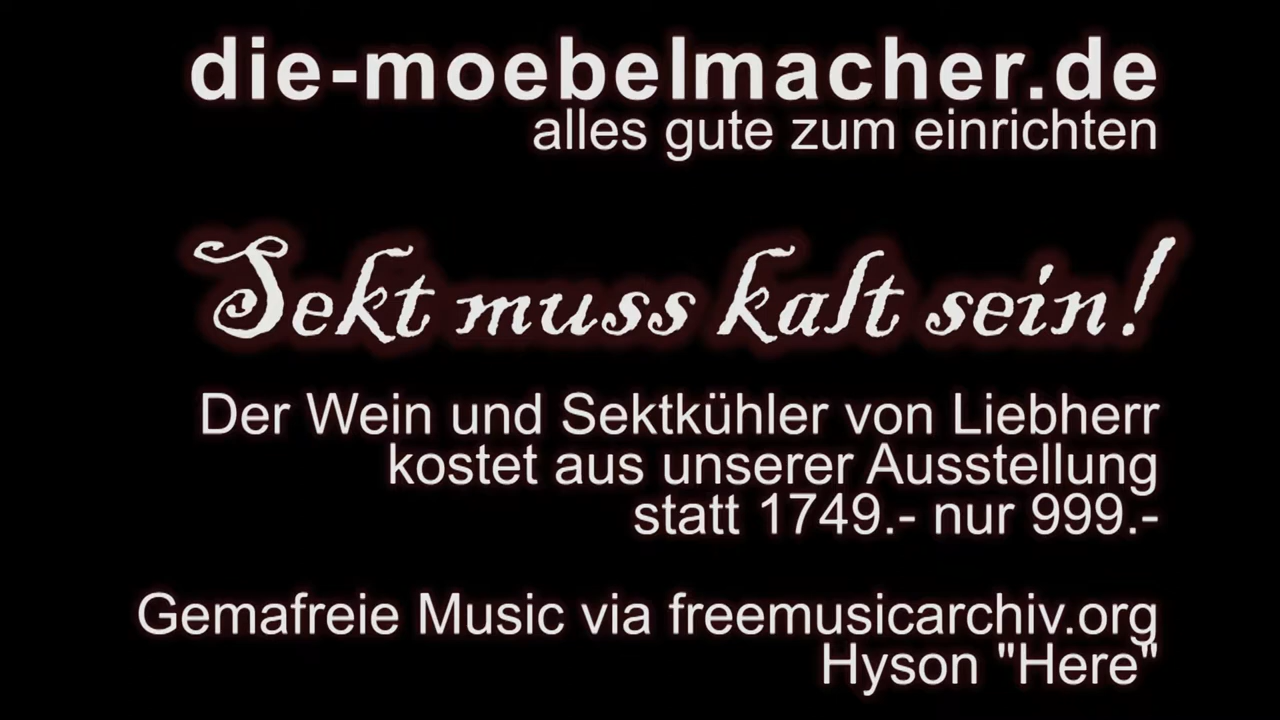 die-moebelmacher.de
alles gute zum einrichten
Sekt muss kalt sein!
Der Wein und Sektkühler von Liebherr
kostet aus unserer Ausstellung
statt 1749.- nur 999.-
Gemafreie Music via freemusicarchiv.org
Hyson "Here"